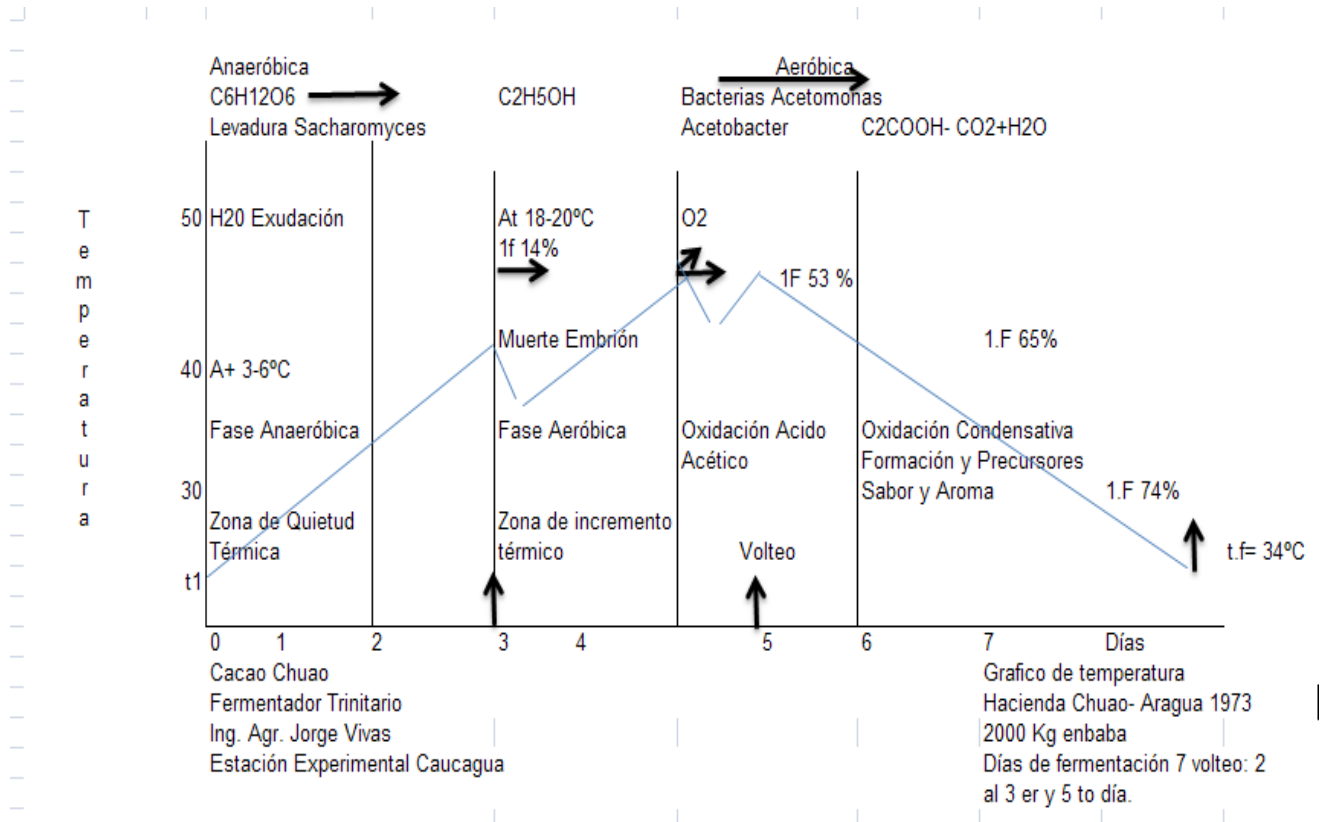 Anaeróbica
C6H12O6
Levadura Sacharomyces
C2H5OH
Aeróbica
Bacterias Acetomonas
Acetobacter
C2COOH- CO2+H2O
Temperatura
50
40
30
t1
H20 Exudación
A+ 3-6ºC
Fase Anaeróbica
Zona de Quietud
Térmica
At 18-20ºC
1f 14%
Muerte Embrión
Fase Aeróbica
Zona de incremento
térmico
O2
1F 53 %
Oxidación Acido
Acético
Volteo
1.F 65%
Oxidación Condensativa
Formación y Precursores
Sabor y Aroma
1.F 74%
t.f= 34ºC
0 1 2 3 4 5 6 7 Días
Cacao Chuao
Fermentador Trinitario
Ing. Agr. Jorge Vivas
Estación Experimental Caucagua
Grafico de temperatura
Hacienda Chuao- Aragua 1973
2000 Kg enbaba
Días de fermentación 7 volteo: 2
al 3 er y 5 to día.